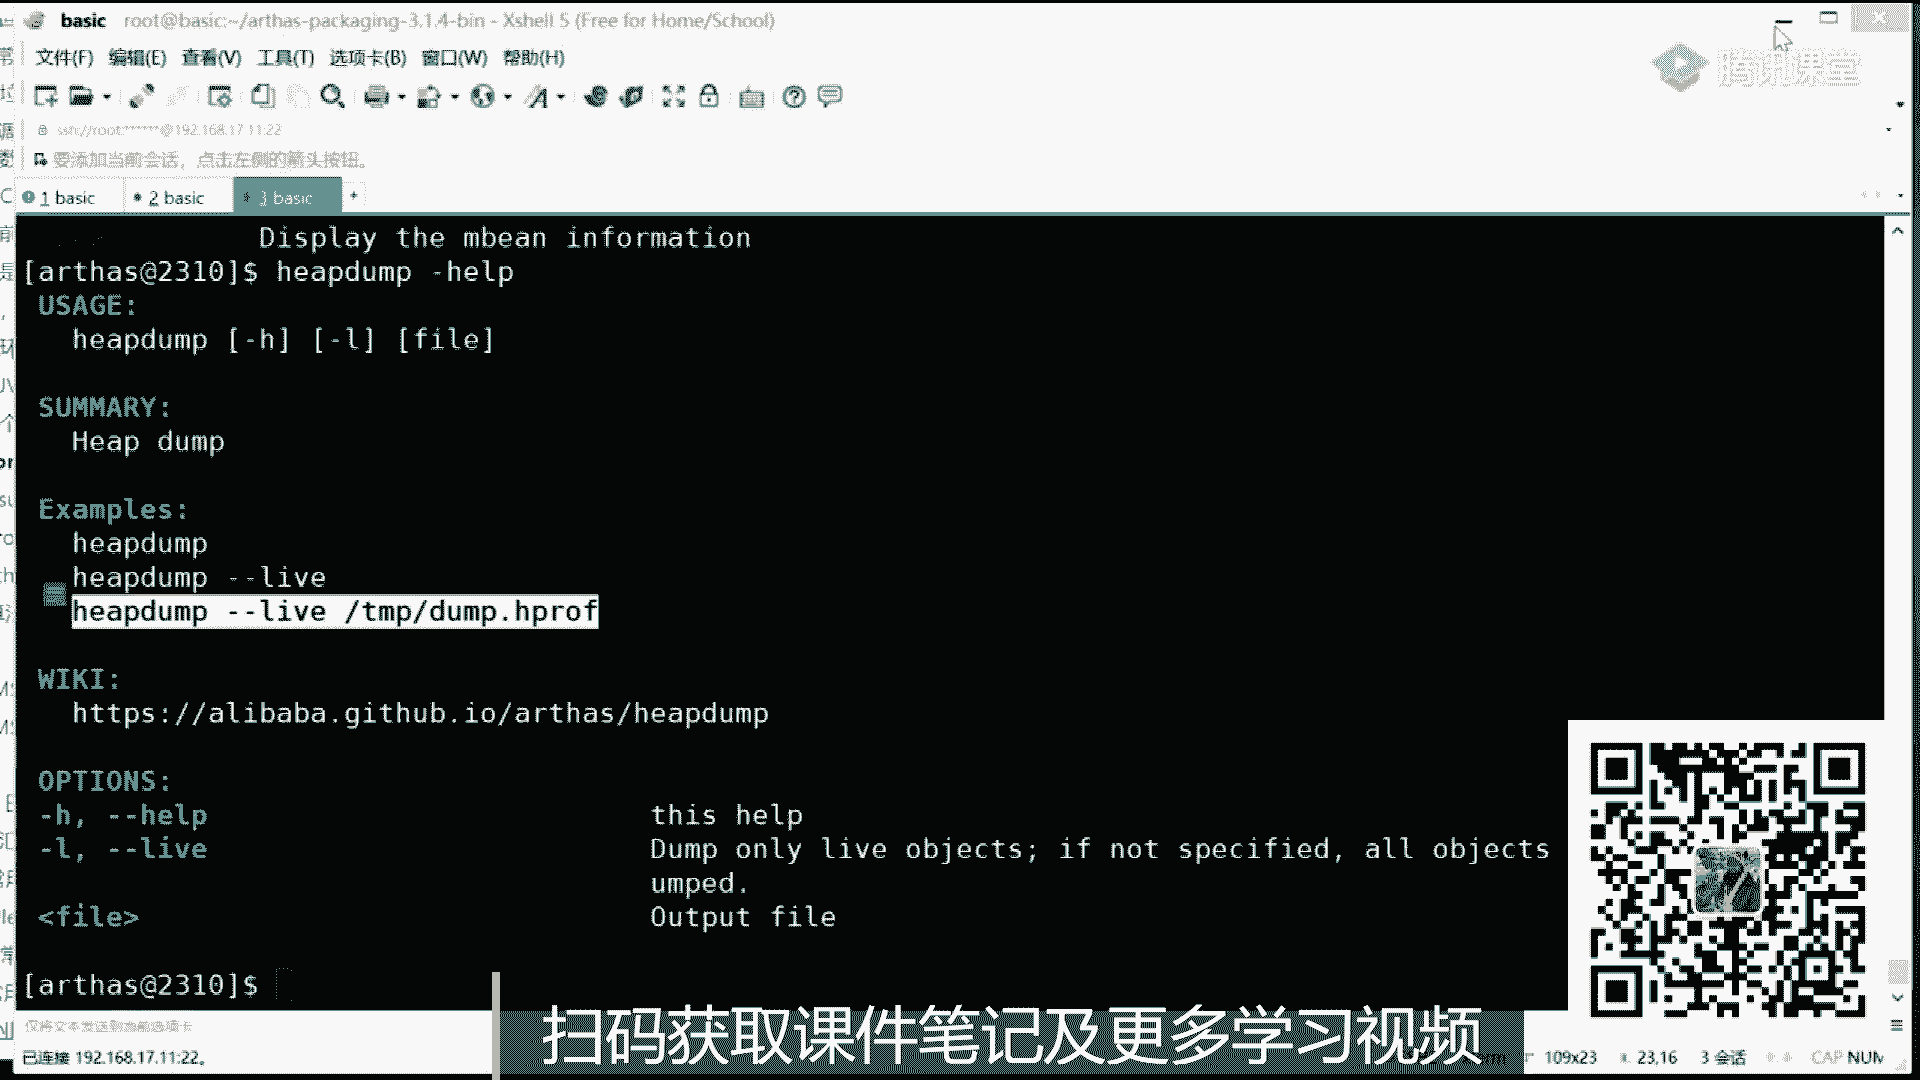 basic root@basic:~/arthas-packaging-3.1.4-bin - Xshell 5 (Free for Home/School)
文件(F) 编辑(E) 查看(V) 工具(T) 选项卡(B) 窗口(W) 帮助(H)
腾讯课堂
ssh://root:******@192.168.17.11:22
要添加当前会话，点击左侧的箭头按钮。
1 basic 2 basic 3 basic +
Display the mbean information
[arthas@2310]$ heapdump -help
USAGE:
heapdump [-h] [-l] [file]
SUMMARY:
Heap dump
Examples:
heapdump
heapdump --live
heapdump --live /tmp/dump.hprof
WIKI:
https://alibaba.github.io/arthas/heapdump
OPTIONS:
-h, --help this help
-l, --live Dump only live objects; if not specified, all objects
umped.
<file> Output file
[arthas@2310]$
仅将文本发送到当前选项卡
扫码获取课件笔记及更多学习视频
已连接 192.168.17.11:22。 109x23 23,16 3 会话 CAP NUM